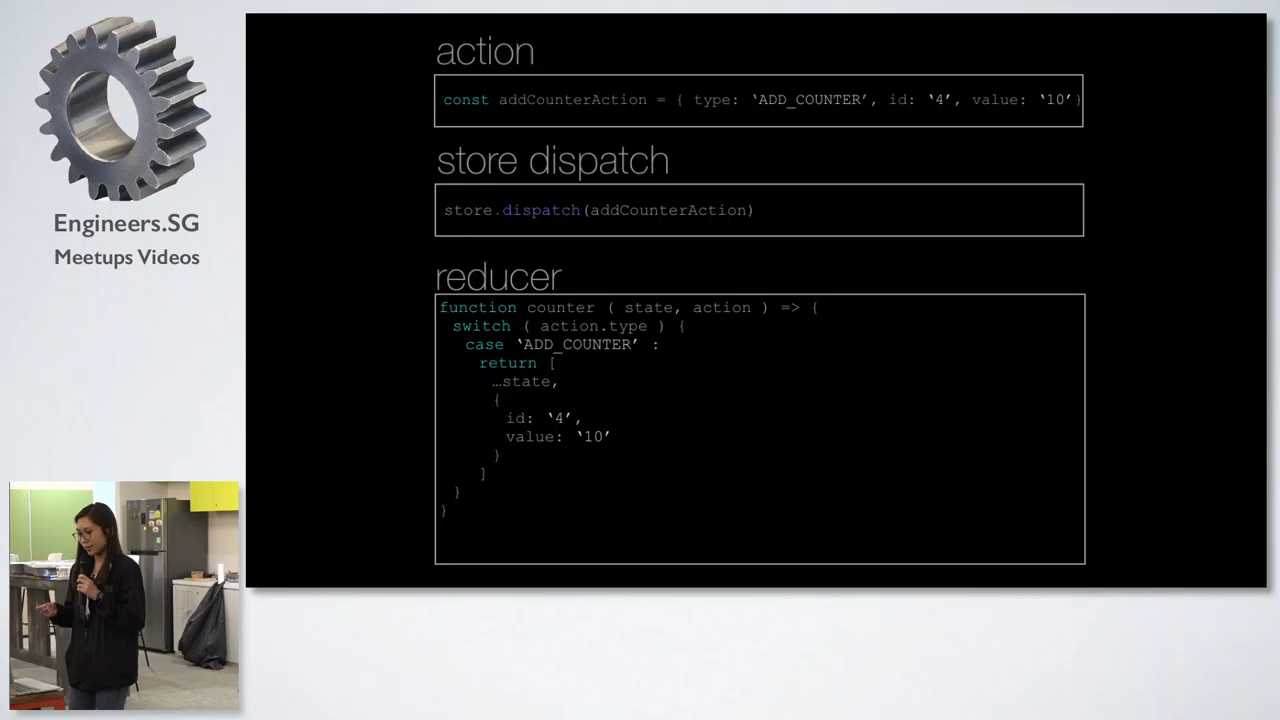 Engineers.SG
Meetups Videos
action
const addCounterAction = { type: ‘ADD_COUNTER’, id: ‘4’, value: ‘10’}
store dispatch
store.dispatch(addCounterAction)
reducer
function counter ( state, action ) => {
switch ( action.type ) {
case ‘ADD_COUNTER’ :
return [
…state,
{
id: ‘4’,
value: ‘10’
}
]
}
}